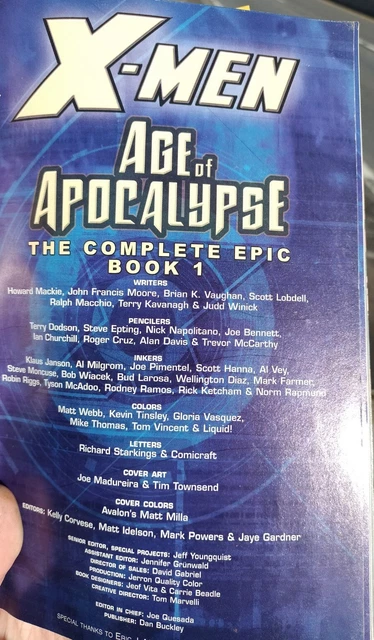 X-MEN
AGE of
APOCALYPSE
THE COMPLETE EPIC
BOOK 1
WRITERS
Howard Mackie, John Francis Moore, Brian K. Vaughan, Scott Lobdell,
Ralph Macchio, Terry Kavanagh & Judd Winick
PENCILERS
Terry Dodson, Steve Epting, Nick Napolitano, Joe Bennett,
Ian Churchill, Roger Cruz, Alan Davis & Trevor McCarthy
INKERS
Klaus Janson, Al Milgrom, Joe Pimentel, Scott Hanna, Al Vey,
Steve Moncuse, Bob Wiacek, Bud Larosa, Wellington Diaz, Mark Farmer,
Robin Riggs, Tyson McAdoo, Rodney Ramos, Rick Ketcham & Norm Rapmund
COLORS
Matt Webb, Kevin Tinsley, Gloria Vasquez,
Mike Thomas, Tom Vincent & Liquid!
LETTERS
Richard Starkings & Comicraft
COVER ART
Joe Madureira & Tim Townsend
COVER COLORS
Avalon's Matt Milla
EDITORS: Kelly Corvese, Matt Idelson, Mark Powers & Jaye Gardner
SENIOR EDITOR, SPECIAL PROJECTS: Jeff Youngquist
ASSISTANT EDITOR: Jennifer Grünwald
DIRECTOR OF SALES: David Gabriel
PRODUCTION: Jerron Quality Color
BOOK DESIGNERS: Jeof Vita & Carrie Beadle
CREATIVE DIRECTOR: Tom Marvelli
EDITOR IN CHIEF: Joe Quesada
PUBLISHER: Dan Buckley
SPECIAL THANKS TO ERIC